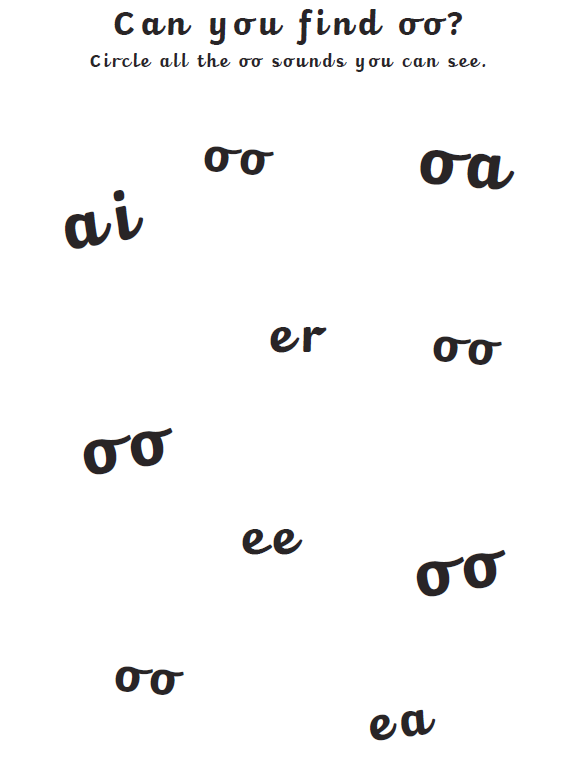 Can you find oo?
Circle all the oo sounds you can see.
oo
oa
ai
er
oo
oo
ee
oo
oo
ea